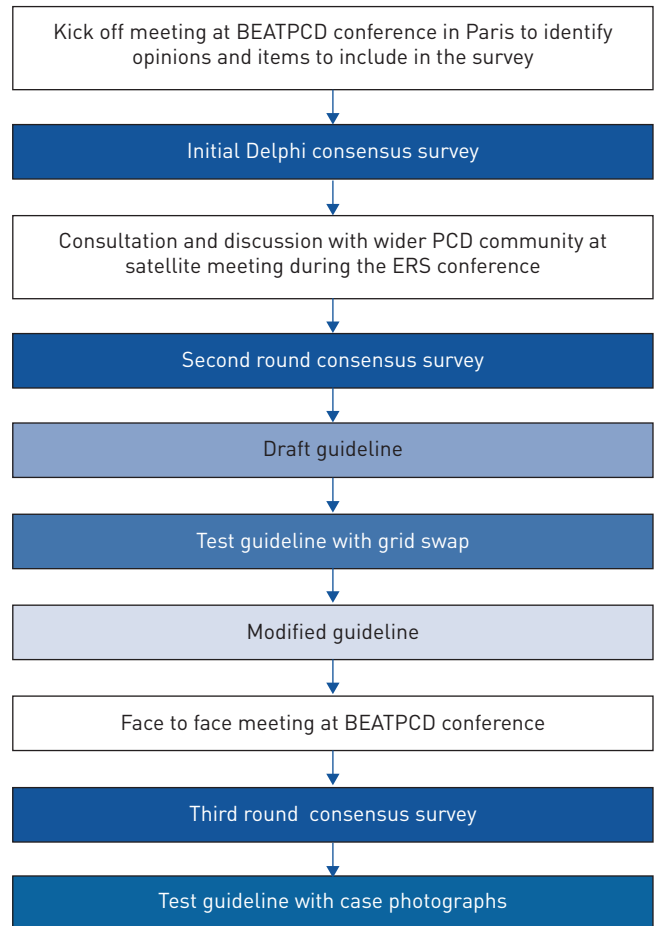 Kick off meeting at BEATPCD conference in Paris to identify
opinions and items to include in the survey
Initial Delphi consensus survey
Consultation and discussion with wider PCD community at
satellite meeting during the ERS conference
Second round consensus survey
Draft guideline
Test guideline with grid swap
Modified guideline
Face to face meeting at BEATPCD conference
Third round consensus survey
Test guideline with case photographs